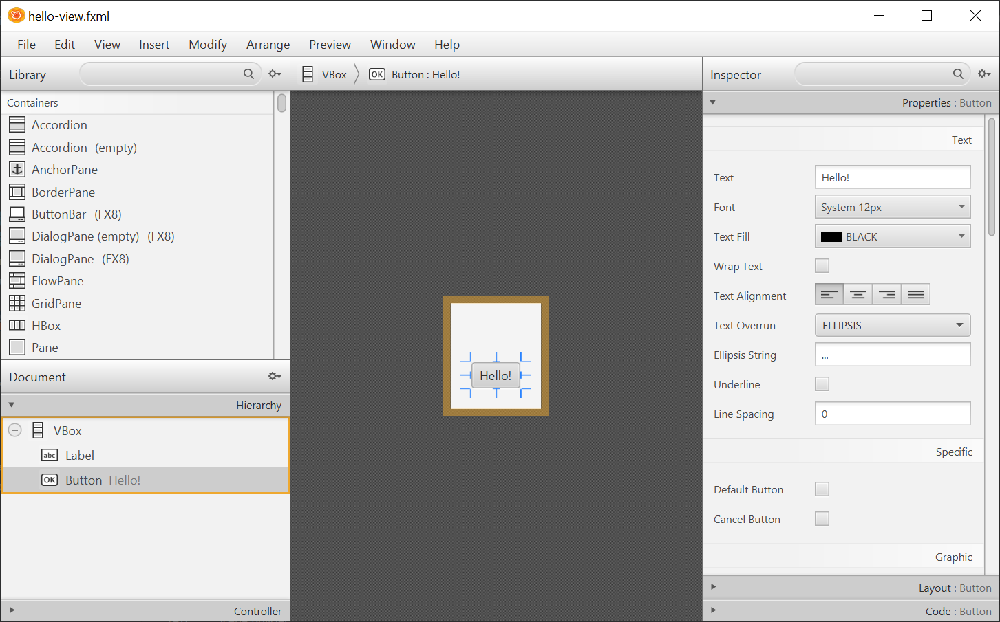 hello-view.fxml
File Edit View Insert Modify Arrange Preview Window Help
Library
Containers
Accordion
Accordion (empty)
AnchorPane
BorderPane
ButtonBar (FX8)
DialogPane (empty) (FX8)
DialogPane (FX8)
FlowPane
GridPane
HBox
Pane
Document
Hierarchy
VBox
abc Label
OK Button Hello!
Controller
VBox OK Button : Hello!
Hello!
Inspector
Properties : Button
Text
Text Hello!
Font System 12px
Text Fill BLACK
Wrap Text
Text Alignment
Text Overrun ELLIPSIS
Ellipsis String ...
Underline
Line Spacing 0
Specific
Default Button
Cancel Button
Graphic
Layout : Button
Code : Button